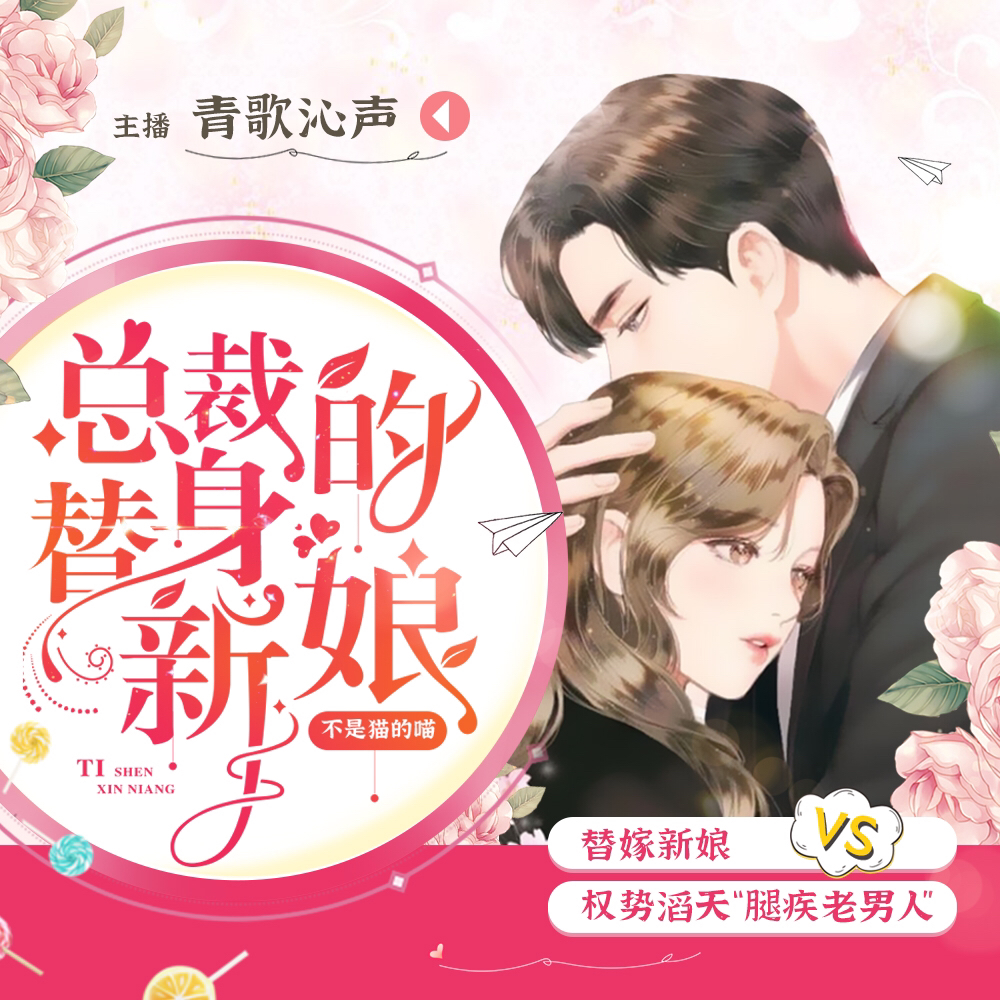 主播 青歌沁声
总裁的
替身
新娘
不是猫的喵
TI SHEN
XIN NIANG
替嫁新娘
VS
权势滔天“腿疾老男人”